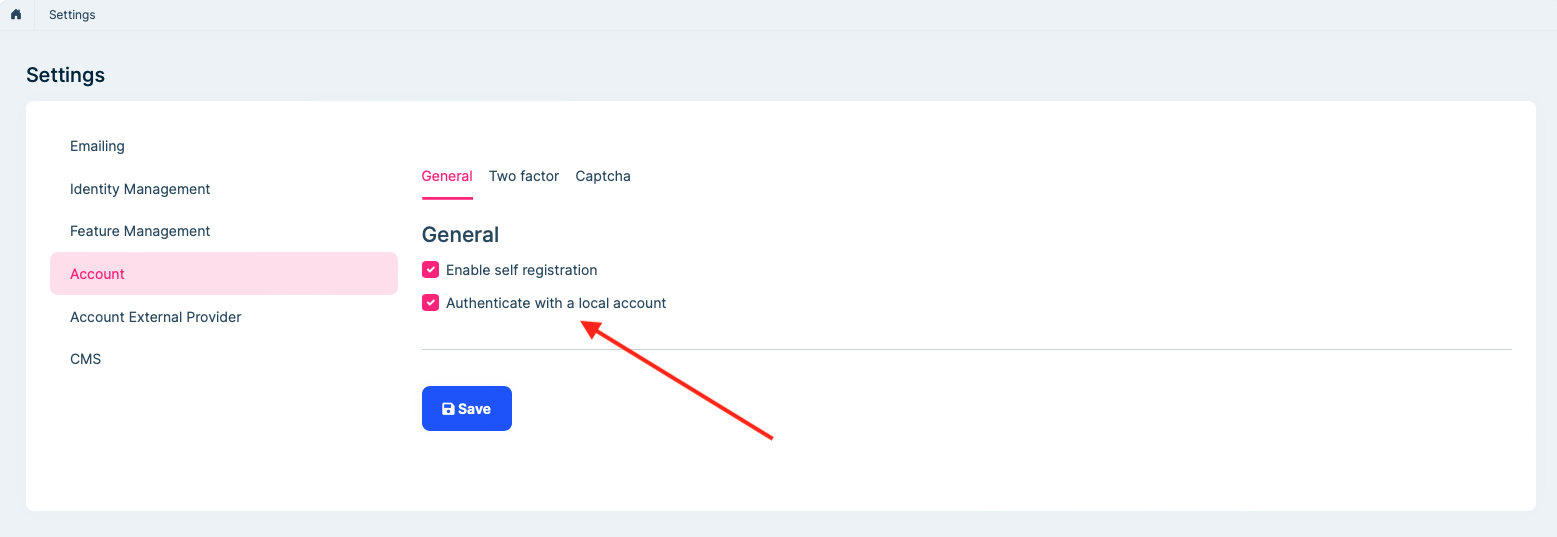 Settings
Settings
Emailing
Identity Management
Feature Management
Account
Account External Provider
CMS
General Two factor Captcha
General
Enable self registration
Authenticate with a local account
Save